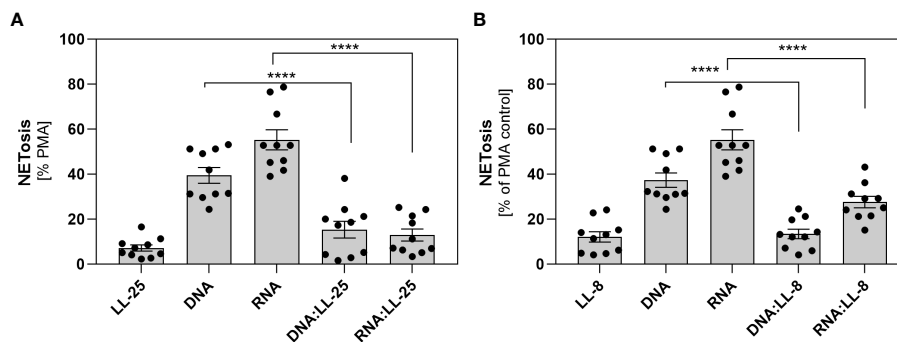 A
NETosis
[% PMA]
100
80
60
40
20
0
****
****
LL-25
DNA
RNA
DNA:LL-25
RNA:LL-25
B
NETosis
[% of PMA control]
100
80
60
40
20
0
****
****
LL-8
DNA
RNA
DNA:LL-8
RNA:LL-8